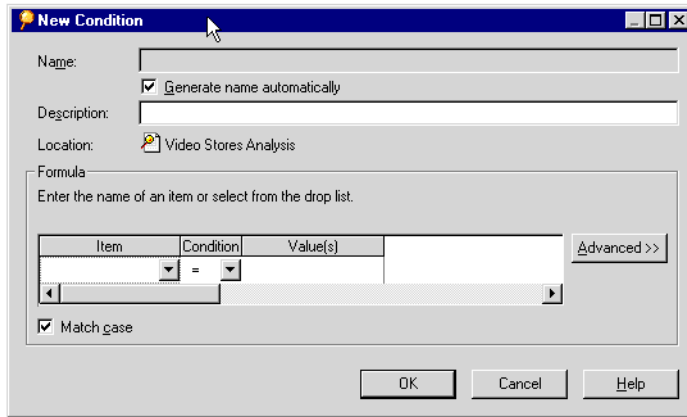 New Condition
Name:
Generate name automatically
Description:
Location: Video Stores Analysis
Formula
Enter the name of an item or select from the drop list.
Item Condition Value(s)
= Advanced >>
Match case
OK Cancel Help